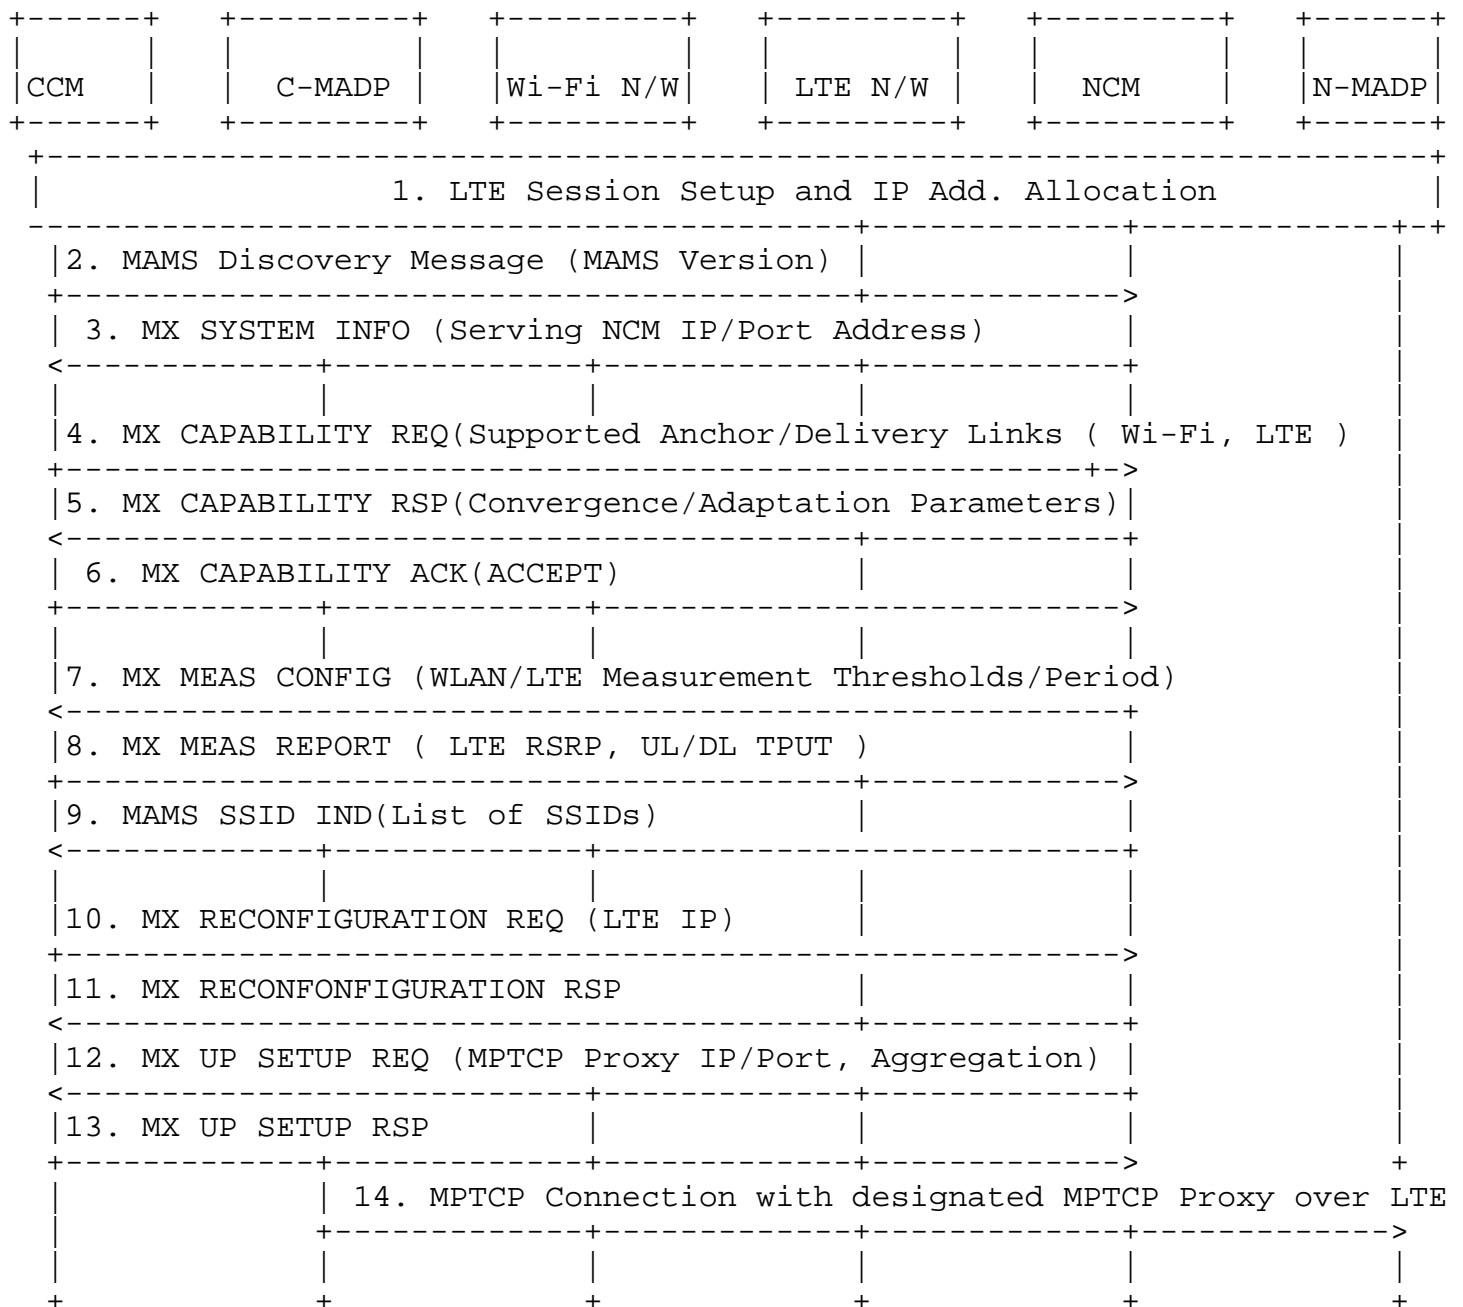 CCM C-MADP Wi-Fi N/W LTE N/W NCM N-MADP
1. LTE Session Setup and IP Add. Allocation
2. MAMS Discovery Message (MAMS Version)
3. MX SYSTEM INFO (Serving NCM IP/Port Address)
4. MX CAPABILITY REQ(Supported Anchor/Delivery Links ( Wi-Fi, LTE )
5. MX CAPABILITY RSP(Convergence/Adaptation Parameters)
6. MX CAPABILITY ACK(ACCEPT)
7. MX MEAS CONFIG (WLAN/LTE Measurement Thresholds/Period)
8. MX MEAS REPORT ( LTE RSRP, UL/DL TPUT )
9. MAMS SSID IND(List of SSIDs)
10. MX RECONFIGURATION REQ (LTE IP)
11. MX RECONFONFIGURATION RSP
12. MX UP SETUP REQ (MPTCP Proxy IP/Port, Aggregation)
13. MX UP SETUP RSP
14. MPTCP Connection with designated MPTCP Proxy over LTE